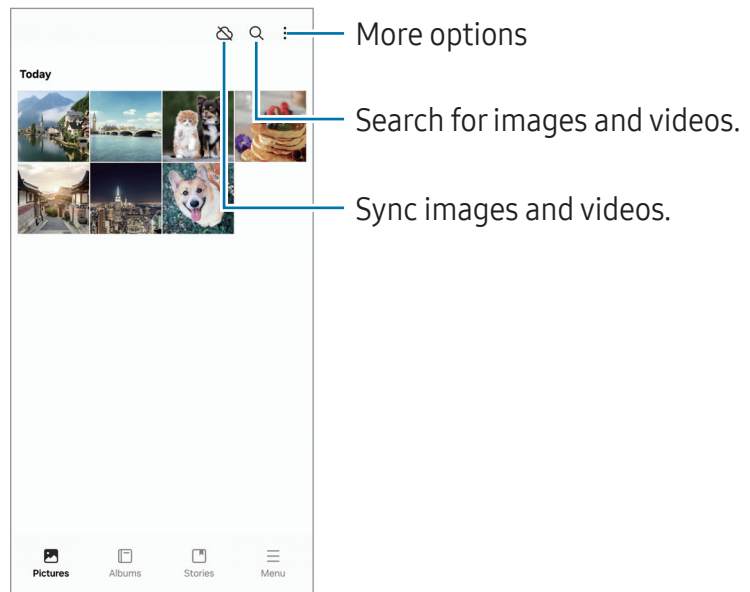 More options
Today
Search for images and videos.
Sync images and videos.
Pictures Albums Stories Menu